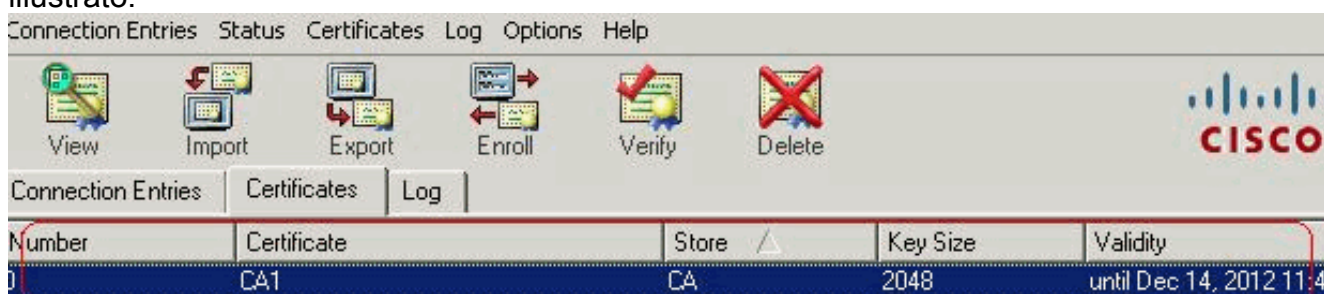 illustrato.
Connection Entries Status Certificates Log Options Help
View Import Export Enroll Verify Delete
CISCO
Connection Entries Certificates Log
Number Certificate Store Key Size Validity
0 CA1 CA 2048 until Dec 14, 2012 11:4